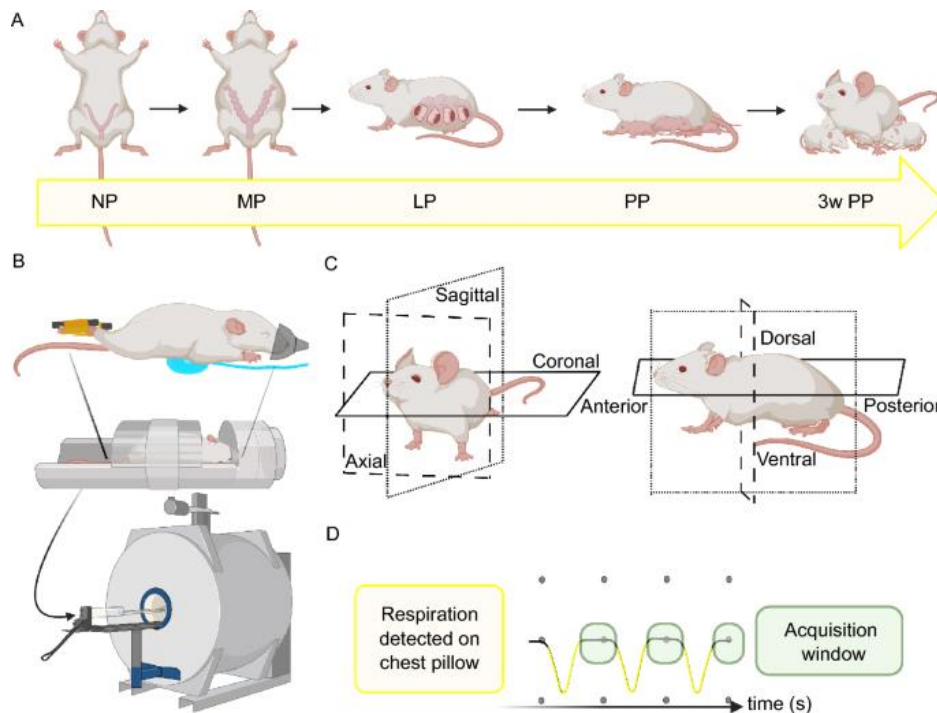 A
NP
MP
LP
PP
3w PP
B
C
Sagittal
Coronal
Axial
Dorsal
Anterior
Posterior
Ventral
D
Respiration
detected on
chest pillow
Acquisition
window
time (s)